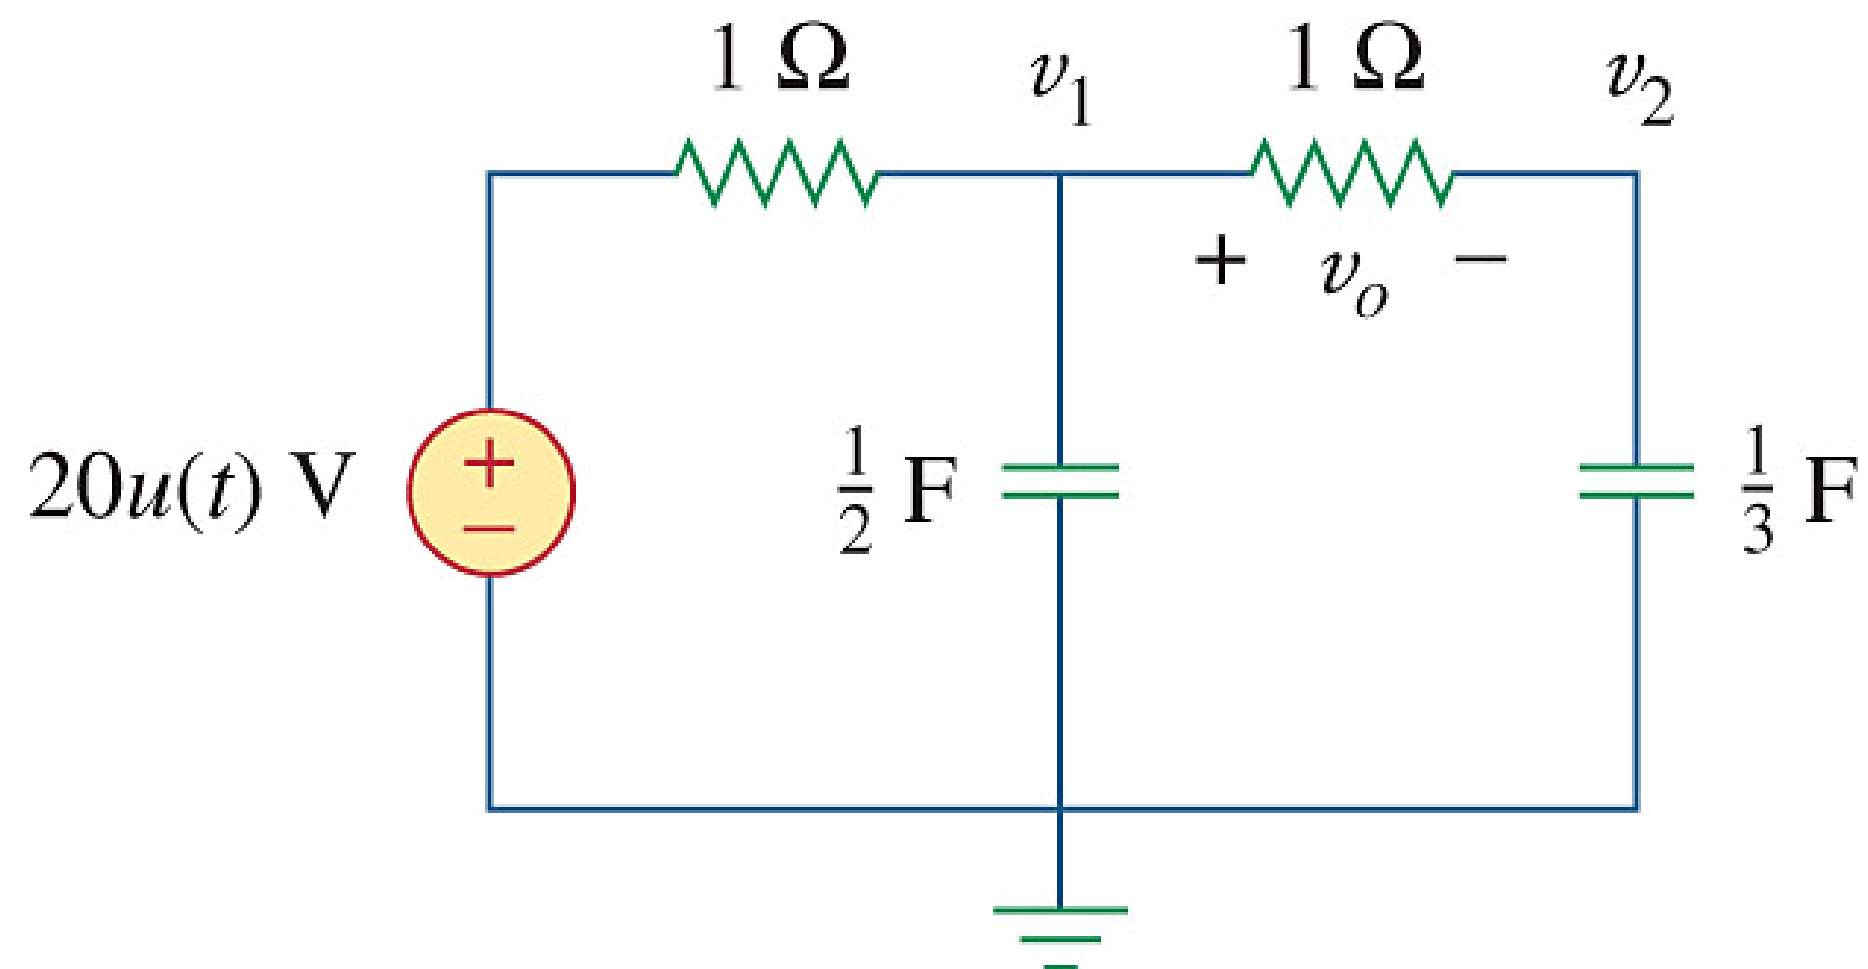 1 Ω v₁ 1 Ω v₂
+ vₒ −
20u(t) V + − 1/2 F 1/3 F